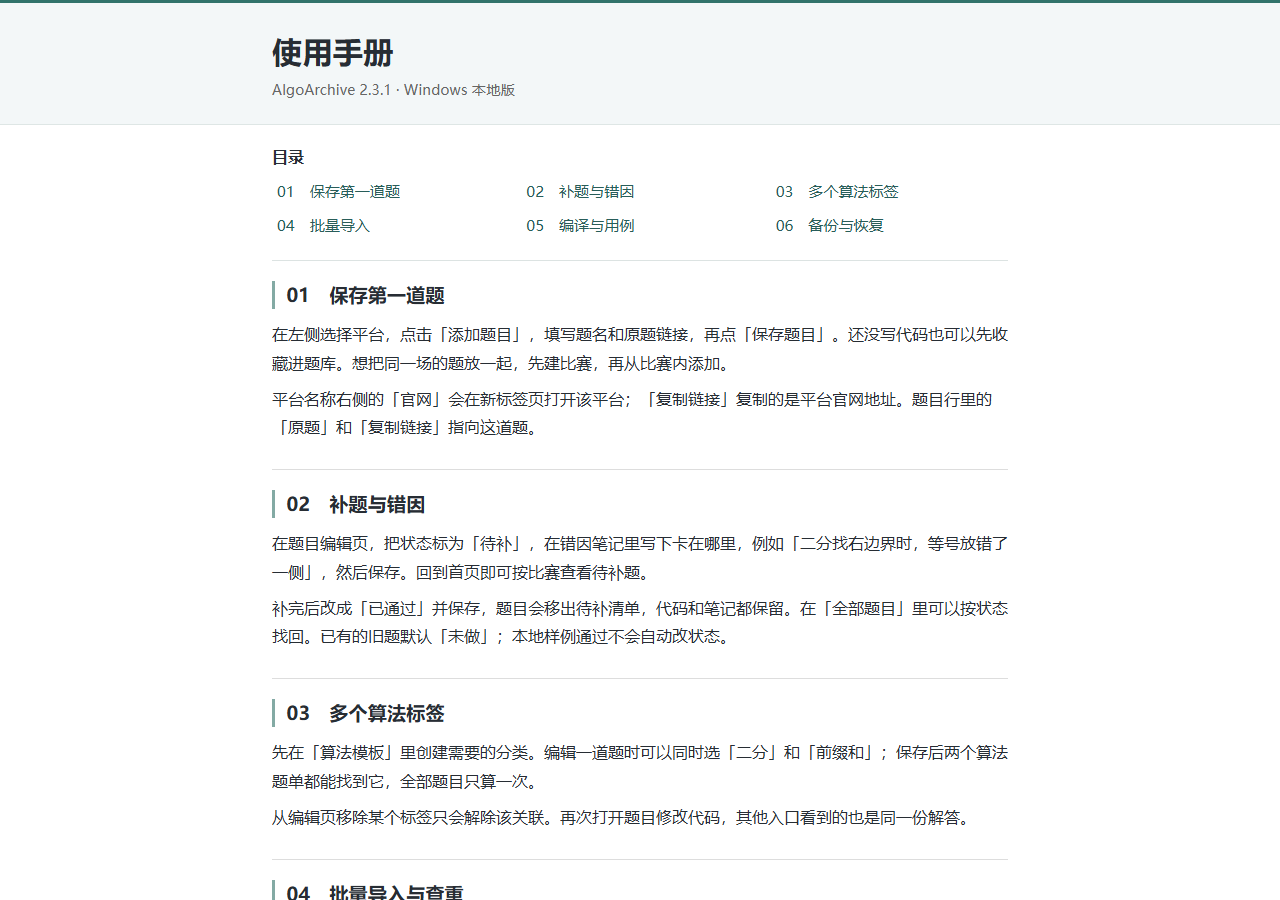 使用手册
AlgoArchive 2.3.1 · Windows 本地版
目录
01 保存第一道题
02 补题与错因
03 多个算法标签
04 批量导入
05 编译与用例
06 备份与恢复
01 保存第一道题
在左侧选择平台，点击「添加题目」，填写题名和原题链接，再点「保存题目」。还没写代码也可以先收
藏进题库。想把同一场的题放一起，先建比赛，再从比赛内添加。
平台名称右侧的「官网」会在新标签页打开该平台；「复制链接」复制的是平台官网地址。题目行里的
「原题」和「复制链接」指向这道题。
02 补题与错因
在题目编辑页，把状态标为「待补」，在错因笔记里写下卡在哪里，例如「二分找右边界时，等号放错了
一侧」，然后保存。回到首页即可按比赛查看待补题。
补完后改成「已通过」并保存，题目会移出待补清单，代码和笔记都保留。在「全部题目」里可以按状态
找回。已有的旧题默认「未做」；本地样例通过不会自动改状态。
03 多个算法标签
先在「算法模板」里创建需要的分类。编辑一道题时可以同时选「二分」和「前缀和」；保存后两个算法
题单都能找到它，全部题目只算一次。
从编辑页移除某个标签只会解除该关联。再次打开题目修改代码，其他入口看到的也是同一份解答。
04 批量导入与查重